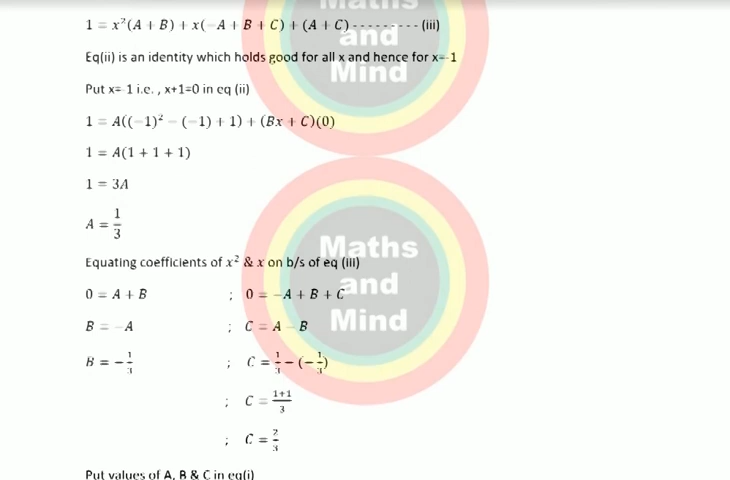 Maths
1 = x²(A + B) + x(−A + B + C) + (A + C) - - - - - - - - - (iii)
and
Eq(ii) is an identity which holds good for all x and hence for x=-1
Mind
Put x=-1 i.e. , x+1=0 in eq (ii)
1 = A((−1)² − (−1) + 1) + (Bx + C)(0)
1 = A(1 + 1 + 1)
1 = 3A
A = 1/3
Maths
Equating coefficients of x² & x on b/s of eq (iii)
and
0 = A + B ; 0 = −A + B + C
Mind
B = −A ; C = A − B
B = −1/3 ; C = 1/3 − (−1/3)
; C = 1+1/3
; C = 2/3
Put values of A, B & C in eq(i)